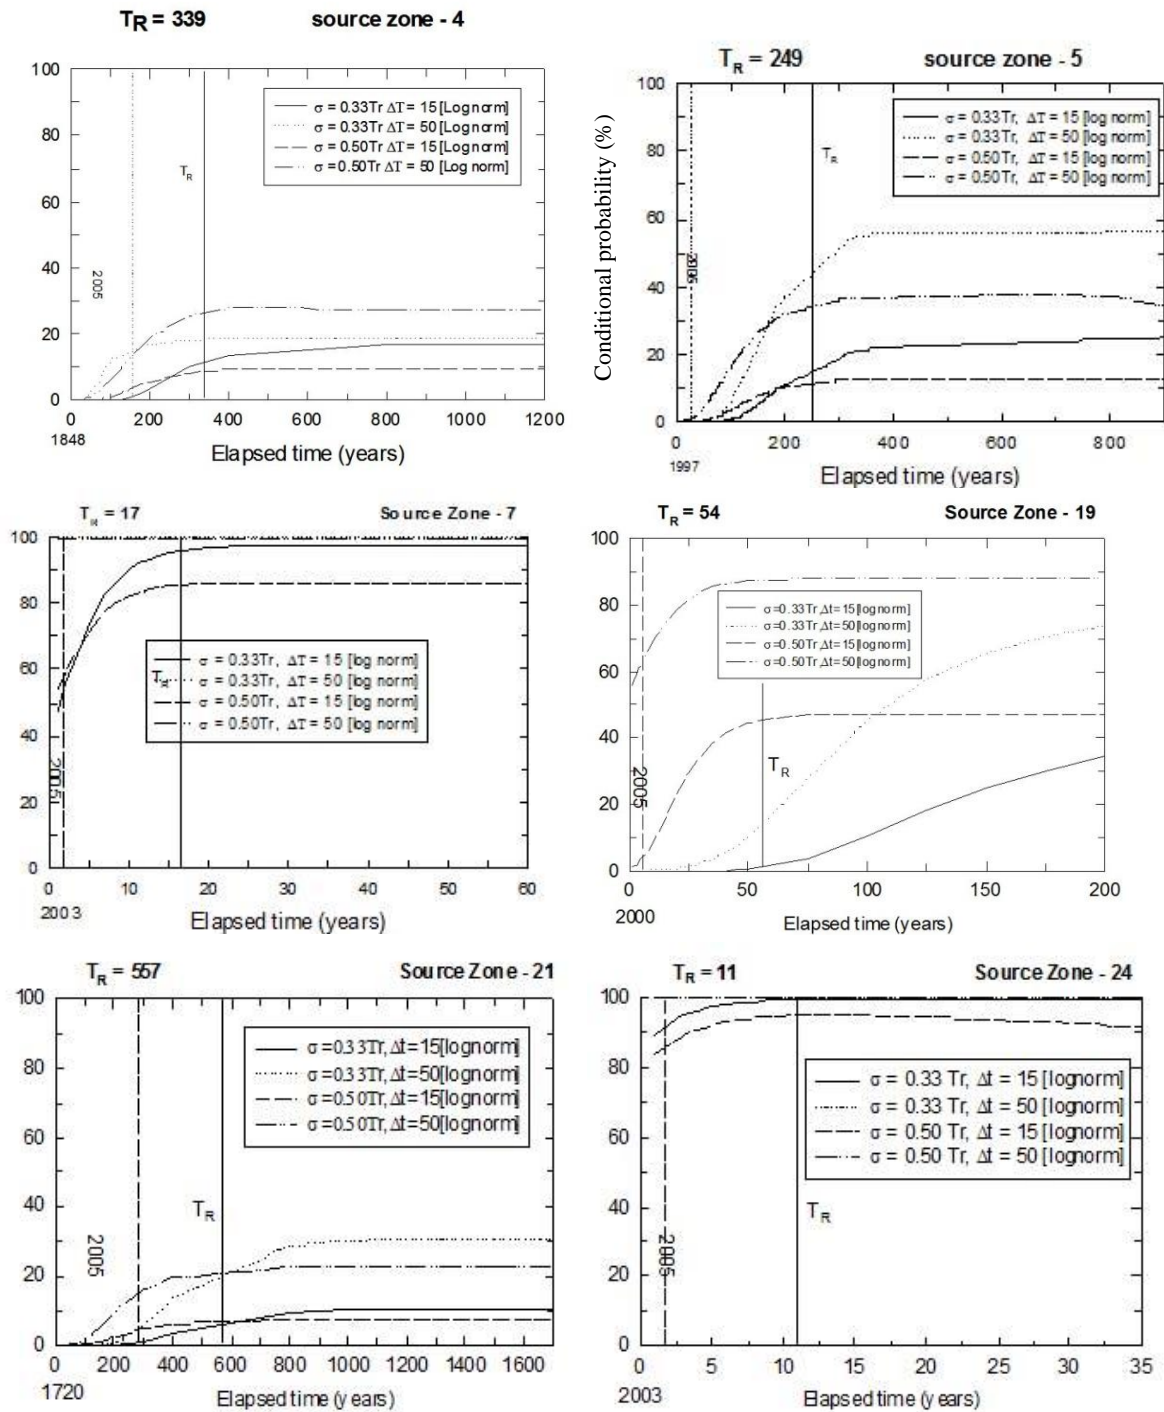 T_R = 339 source zone - 4
100
80
60
40
20
0
σ = 0.33Tr ΔT = 15 [Lognorm]
σ = 0.33Tr ΔT = 50 [Lognorm]
σ = 0.50Tr ΔT = 15 [Lognorm]
σ = 0.50Tr ΔT = 50 [Log norm]
T_R
2005
0 200 400 600 800 1000 1200
1848
Elapsed time (years)
T_R = 249 source zone - 5
Conditional probability (%)
100
80
60
40
20
0
σ = 0.33Tr, ΔT = 15 [log norm]
σ = 0.33Tr, ΔT = 50 [log norm]
σ = 0.50Tr, ΔT = 15 [log norm]
σ = 0.50Tr, ΔT = 50 [log norm]
T_R
0 200 400 600 800
1997
Elapsed time (years)
T_R = 17 Source Zone - 7
100
80
60
40
20
0
σ = 0.33Tr, ΔT = 15 [log norm]
σ = 0.33Tr, ΔT = 50 [log norm]
σ = 0.50Tr, ΔT = 15 [log norm]
σ = 0.50Tr, ΔT = 50 [log norm]
T_R
2005
0 10 20 30 40 50 60
2003
Elapsed time (years)
T_R = 54 Source Zone - 19
100
80
60
40
20
0
σ=0.33Tr,Δt=15[lognorm]
σ=0.33Tr,Δt=50[lognorm]
σ=0.50Tr,Δt=15[lognorm]
σ=0.50Tr,Δt=50[lognorm]
T_R
2005
0 50 100 150 200
2000
Elapsed time (years)
T_R = 557 Source Zone - 21
100
80
60
40
20
0
σ=0.33Tr,Δt=15[lognorm]
σ=0.33Tr,Δt=50[lognorm]
σ=0.50Tr,Δt=15[lognorm]
σ=0.50Tr,Δt=50[lognorm]
T_R
2005
0 200 400 600 800 1000 1200 1400 1600
1720
Elapsed time (years)
T_R = 11 Source Zone - 24
100
80
60
40
20
0
σ = 0.33 Tr, Δt = 15 [lognorm]
σ = 0.33 Tr, Δt = 50 [lognorm]
σ = 0.50 Tr, Δt = 15 [lognorm]
σ = 0.50 Tr, Δt = 50 [lognorm]
T_R
2005
0 5 10 15 20 25 30 35
2003
Elapsed time (years)